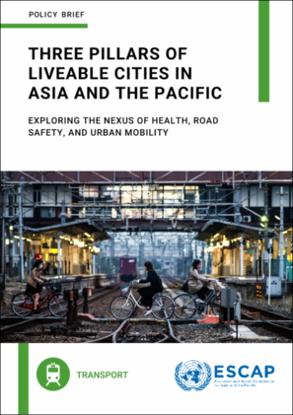 POLICY BRIEF
THREE PILLARS OF
LIVEABLE CITIES IN
ASIA AND THE PACIFIC
EXPLORING THE NEXUS OF HEALTH, ROAD
SAFETY, AND URBAN MOBILITY
TRANSPORT
ESCAP